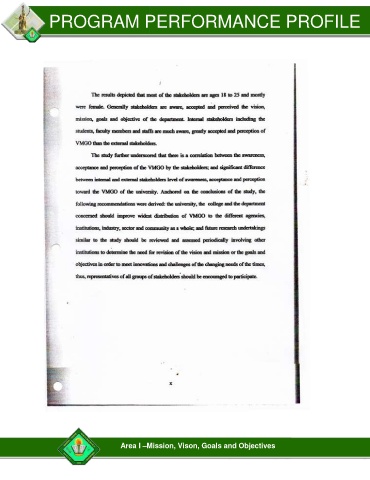 PROGRAM PERFORMANCE PROFILE
The results depicted that most of the stakeholders are ages 18 to 25 and mostly
were female. Generally stakeholders are aware, accepted and perceived the vision,
mission, goals and objective of the department. Internal stakeholders including the
students, faculty members and staffs are much aware, greatly accepted and perception of
VMGO than the external stakeholders.
The study further underscored that there is a correlation between the awareness,
acceptance and perception of the VMGO by the stakeholders; and significant difference
between internal and external stakeholders level of awareness, acceptance and perception
toward the VMGO of the university. Anchored on the conclusions of the study, the
following recommendations were derived: the university, the college and the department
concerned should improve widest distribution of VMGO to the different agencies,
institutions, industry, sector and community as a whole; and future research undertakings
similar to the study should be reviewed and assessed periodically involving other
institutions to determine the need for revision of the vision and mission or the goals and
objectives in order to meet innovations and challenges of the changing needs of the times,
thus, representatives of all groups of stakeholders should be encouraged to participate.
x
Area I –Mission, Vison, Goals and Objectives